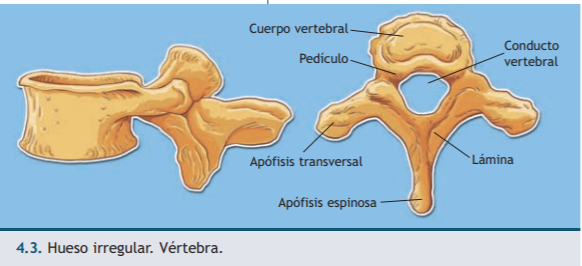 Cuerpo vertebral
Pedículo
Conducto
vertebral
Apófisis transversal
Lámina
Apófisis espinosa
4.3. Hueso irregular. Vértebra.